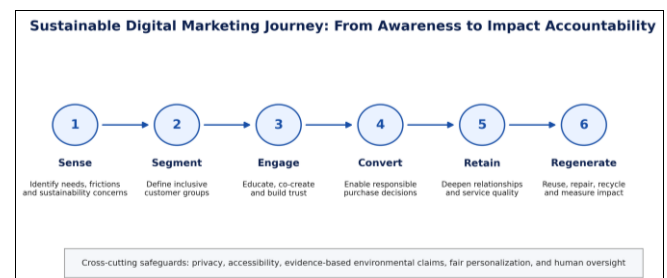 Sustainable Digital Marketing Journey: From Awareness to Impact Accountability
1 2 3 4 5 6
Sense Segment Engage Convert Retain Regenerate
Identify needs, frictions Define inclusive Educate, co-create Enable responsible Deepen relationships Reuse, repair, recycle
and sustainability concerns customer groups and build trust purchase decisions and service quality and measure impact
Cross-cutting safeguards: privacy, accessibility, evidence-based environmental claims, fair personalization, and human oversight